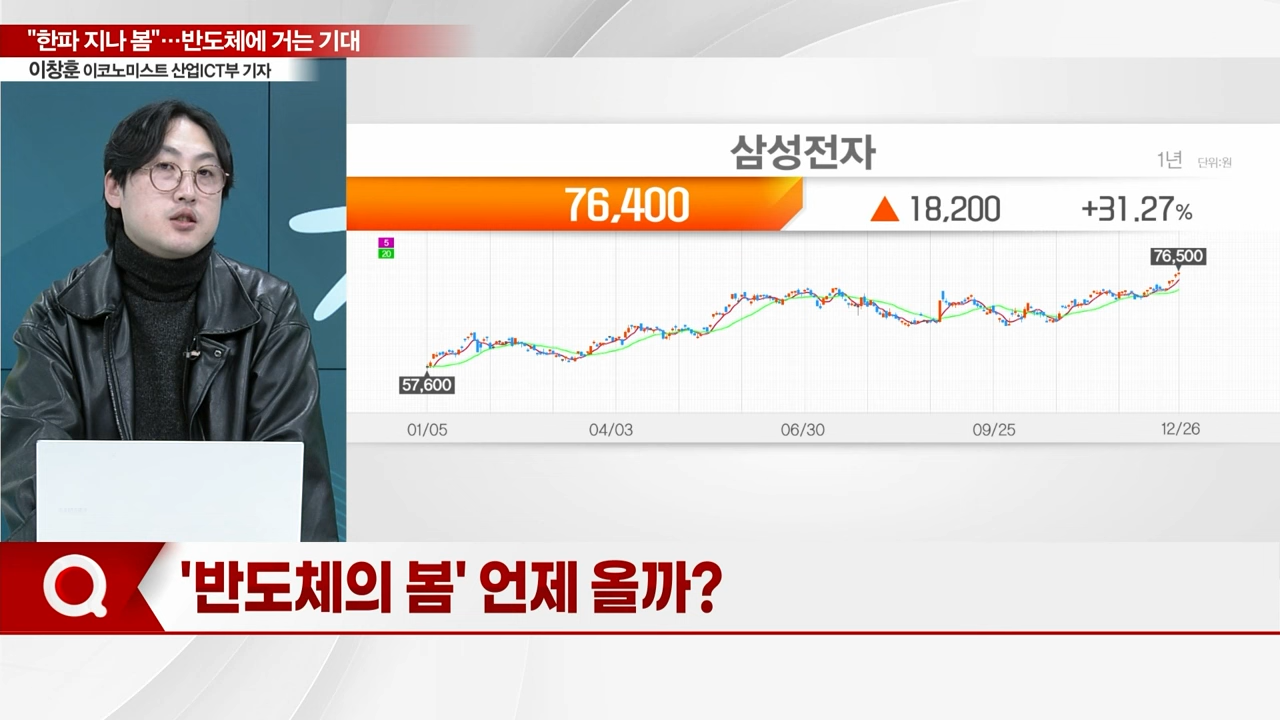 "한파 지나 봄"…반도체에 거는 기대
이창훈 이코노미스트 산업ICT부 기자
삼성전자
1년 단위:원
76,400 ▲ 18,200 +31.27%
5
20
76,500
57,600
01/05 04/03 06/30 09/25 12/26
Q '반도체의 봄' 언제 올까?